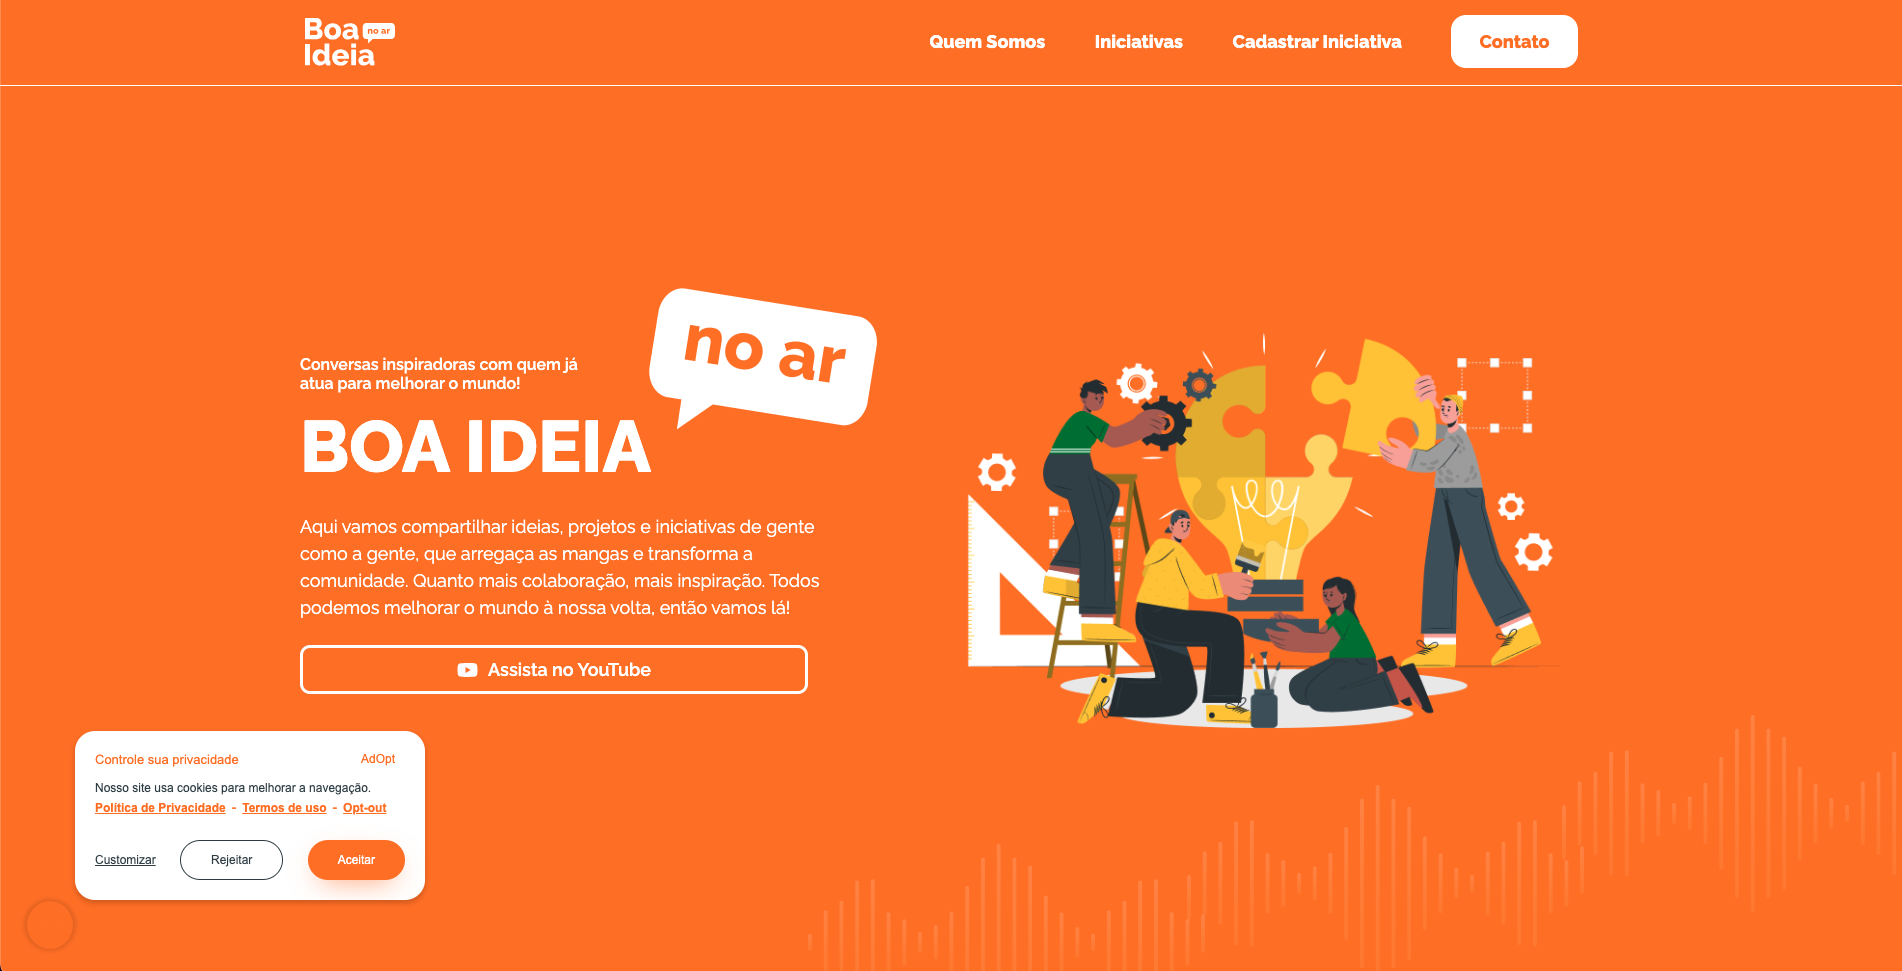 Boa no ar
Ideia
Quem Somos
Iniciativas
Cadastrar Iniciativa
Contato
no ar
Conversas inspiradoras com quem já
atua para melhorar o mundo!
BOA IDEIA
Aqui vamos compartilhar ideias, projetos e iniciativas de gente
como a gente, que arregaça as mangas e transforma a
comunidade. Quanto mais colaboração, mais inspiração. Todos
podemos melhorar o mundo à nossa volta, então vamos lá!
Assista no YouTube
Controle sua privacidade
AdOpt
Nosso site usa cookies para melhorar a navegação.
Política de Privacidade - Termos de uso - Opt-out
Customizar
Rejeitar
Aceitar